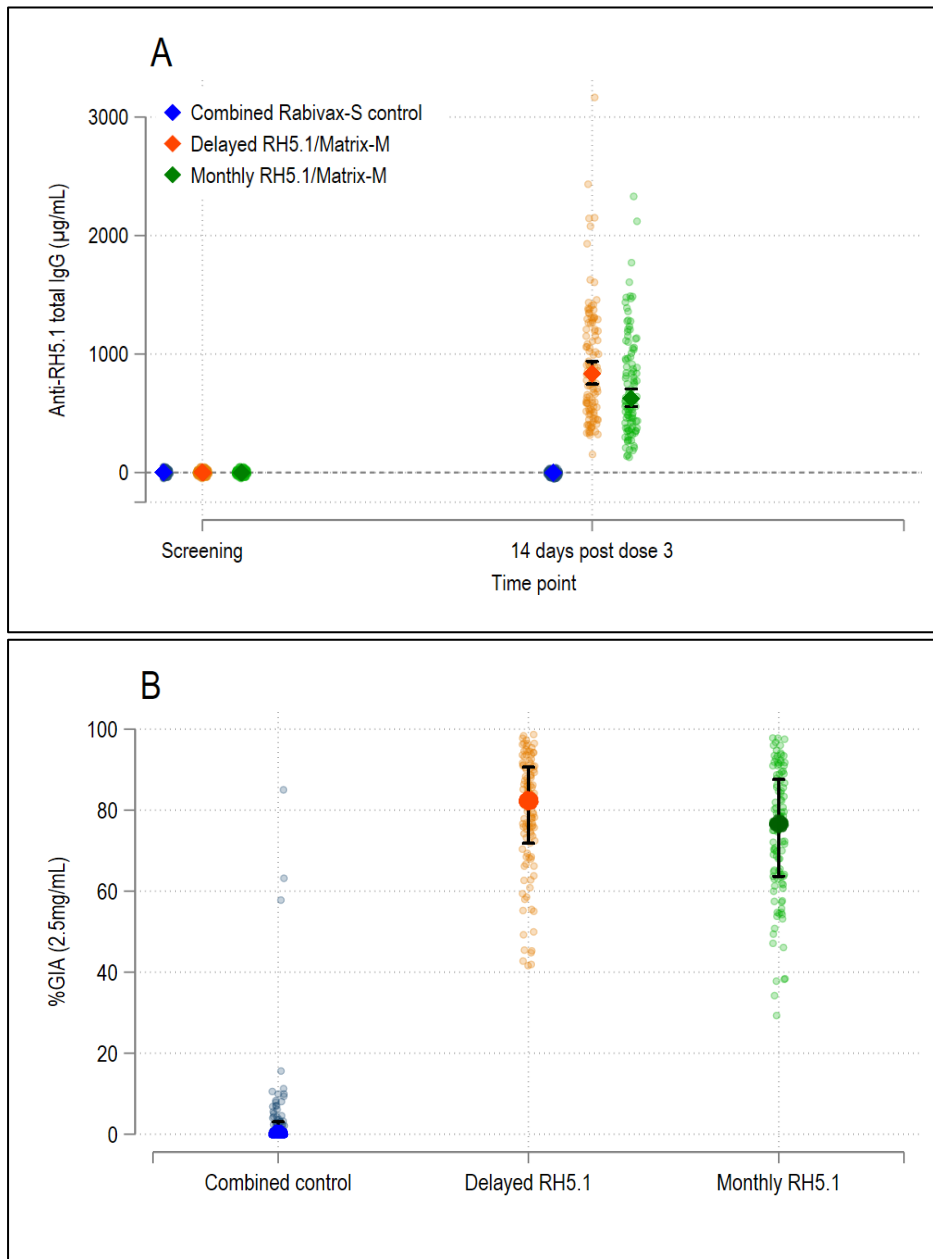 A
Combined Rabivax-S control
Delayed RH5.1/Matrix-M
Monthly RH5.1/Matrix-M
3000
2000
1000
0
Anti-RH5.1 total IgG (µg/mL)
Screening
14 days post dose 3
Time point
B
100
80
60
40
20
0
%GIA (2.5mg/mL)
Combined control
Delayed RH5.1
Monthly RH5.1